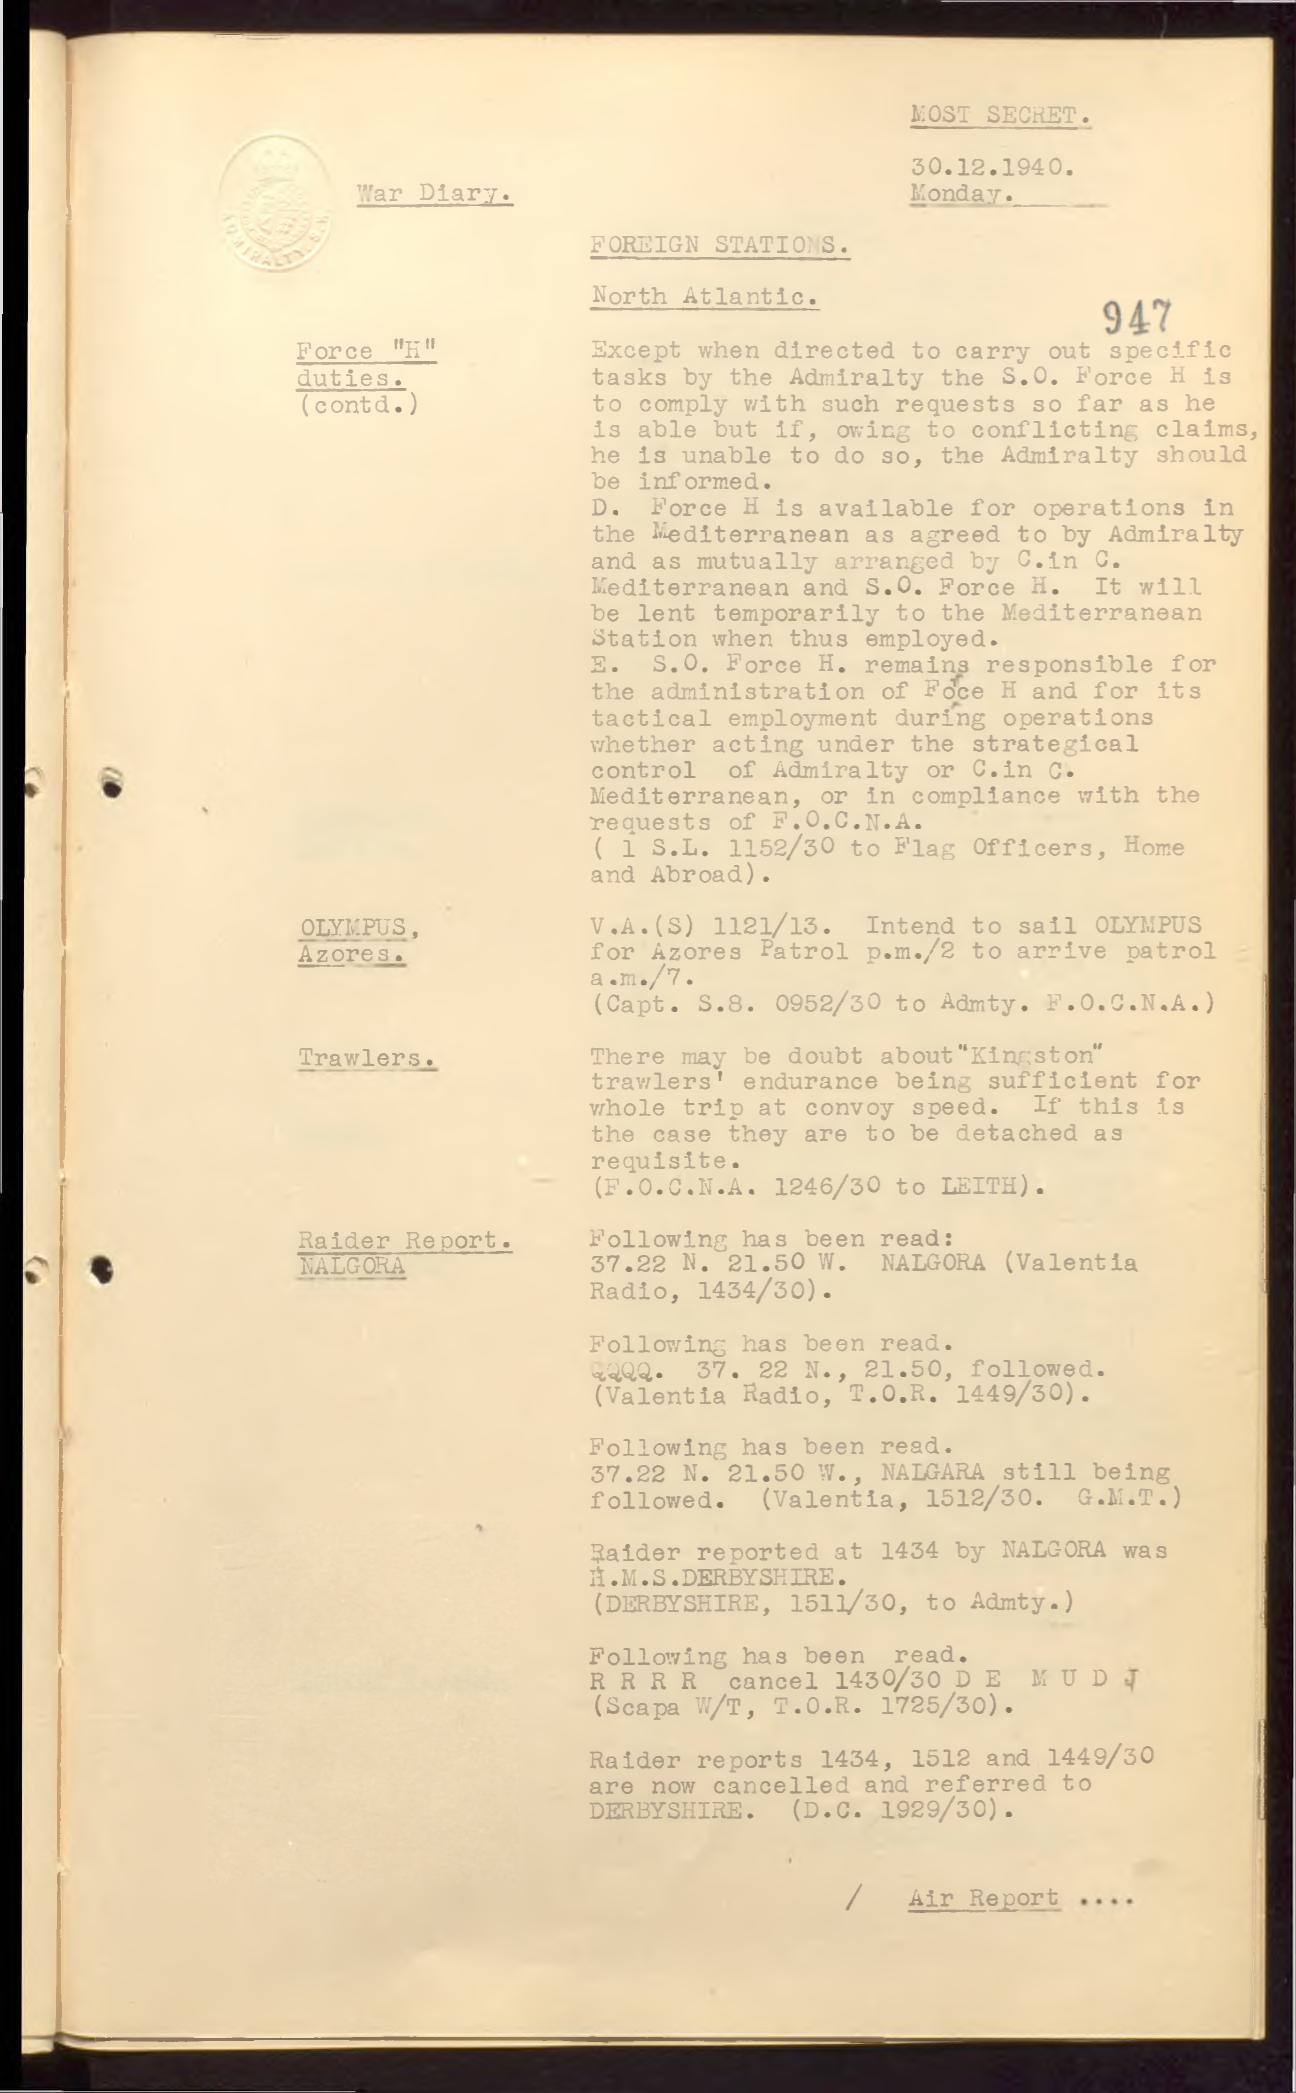 MOST SECRET.
30.12.1940.
Monday.
ADMIRALTY. S.W.
War Diary.
FOREIGN STATIONS.
North Atlantic.
947
Force "H"
duties.
(contd.)
Except when directed to carry out specific
tasks by the Admiralty the S.O. Force H is
to comply with such requests so far as he
is able but if, owing to conflicting claims,
he is unable to do so, the Admiralty should
be informed.
D. Force H is available for operations in
the Mediterranean as agreed to by Admiralty
and as mutually arranged by C.in C.
Mediterranean and S.O. Force H. It will
be lent temporarily to the Mediterranean
Station when thus employed.
E. S.O. Force H. remains responsible for
the administration of Foce H and for its
tactical employment during operations
whether acting under the strategical
control of Admiralty or C.in C.
Mediterranean, or in compliance with the
requests of F.O.C.N.A.
( 1 S.L. 1152/30 to Flag Officers, Home
and Abroad).
OLYMPUS,
Azores.
V.A.(S) 1121/13. Intend to sail OLYMPUS
for Azores Patrol p.m./2 to arrive patrol
a.m./7.
(Capt. S.8. 0952/30 to Admty. F.O.C.N.A.)
Trawlers.
There may be doubt about "Kingston"
trawlers' endurance being sufficient for
whole trip at convoy speed. If this is
the case they are to be detached as
requisite.
(F.O.C.N.A. 1246/30 to LEITH).
Raider Report.
NALGORA
Following has been read:
37.22 N. 21.50 W. NALGORA (Valentia
Radio, 1434/30).
Following has been read.
QQQQ. 37. 22 N., 21.50, followed.
(Valentia Radio, T.O.R. 1449/30).
Following has been read.
37.22 N. 21.50 W., NALGARA still being
followed. (Valentia, 1512/30. G.M.T.)
Raider reported at 1434 by NALGORA was
H.M.S.DERBYSHIRE.
(DERBYSHIRE, 1511/30, to Admty.)
Following has been read.
R R R R cancel 1430/30 D E M U D J
(Scapa W/T, T.O.R. 1725/30).
Raider reports 1434, 1512 and 1449/30
are now cancelled and referred to
DERBYSHIRE. (D.C. 1929/30).
/ Air Report ....